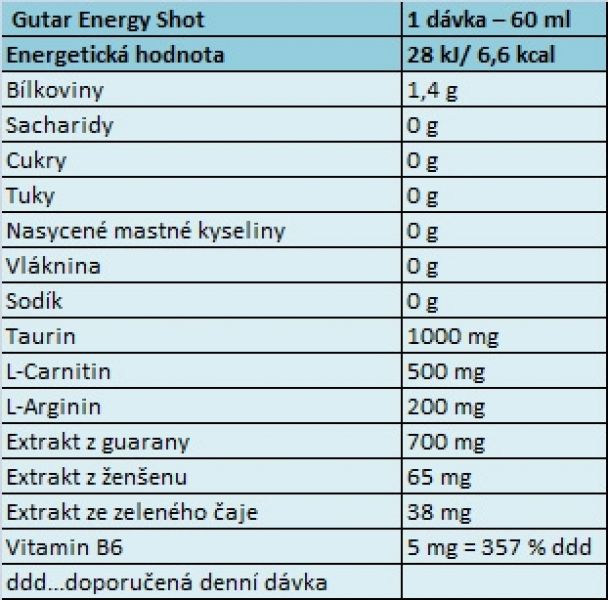 Gutar Energy Shot 1 dávka – 60 ml
Energetická hodnota 28 kJ/ 6,6 kcal
Bílkoviny 1,4 g
Sacharidy 0 g
Cukry 0 g
Tuky 0 g
Nasycené mastné kyseliny 0 g
Vláknina 0 g
Sodík 0 g
Taurin 1000 mg
L-Carnitin 500 mg
L-Arginin 200 mg
Extrakt z guarany 700 mg
Extrakt z ženšenu 65 mg
Extrakt ze zeleného čaje 38 mg
Vitamin B6 5 mg = 357 % ddd
ddd...doporučená denní dávka